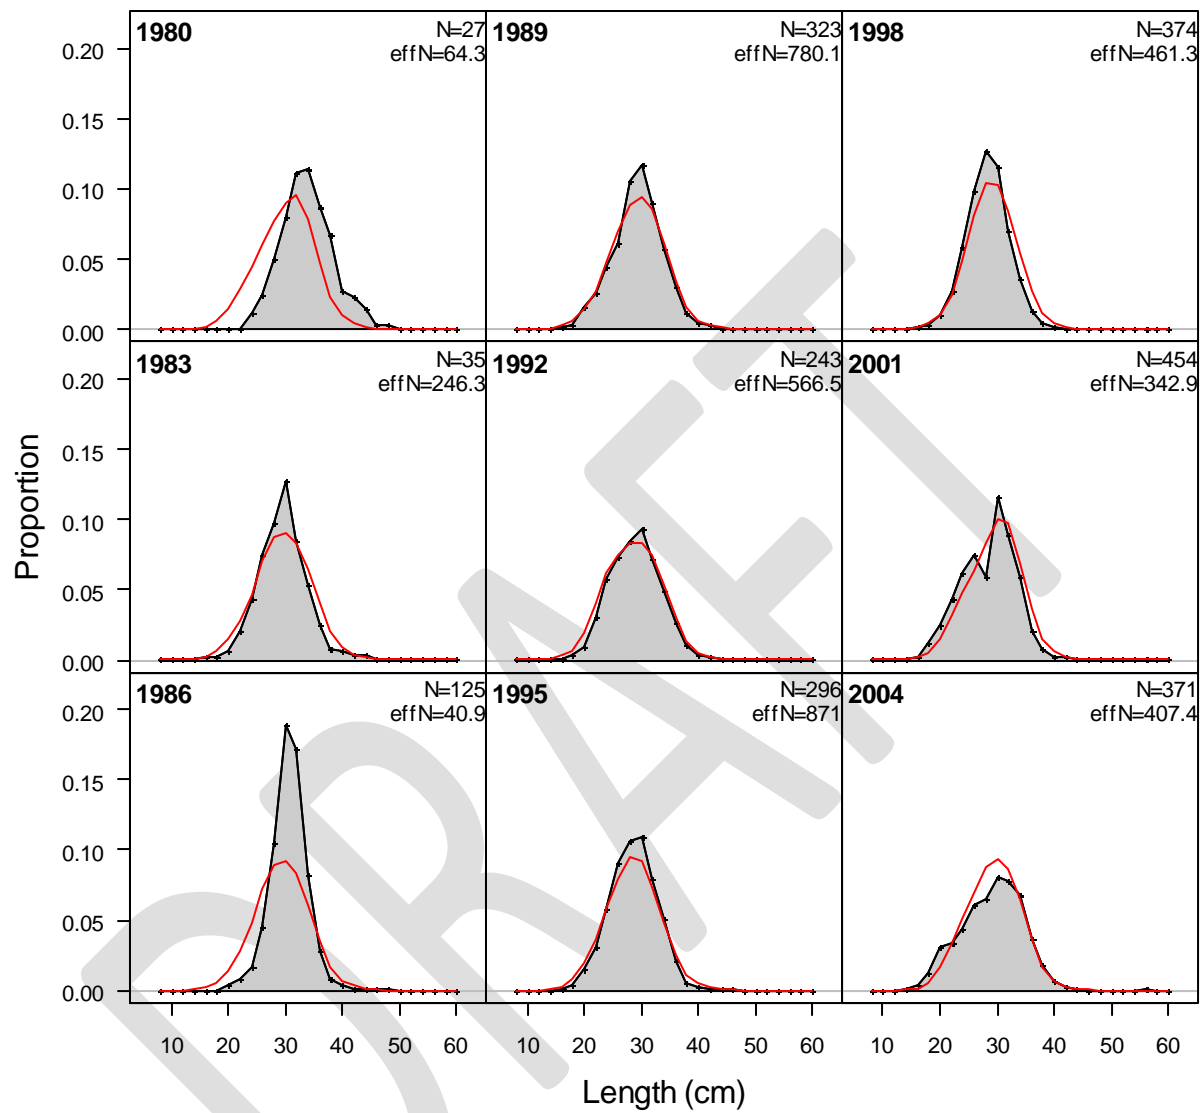 1980
N=27
effN=64.3
1989
N=323
effN=780.1
1998
N=374
effN=461.3
0.20
0.15
0.10
0.05
0.00
1983
N=35
effN=246.3
1992
N=243
effN=566.5
2001
N=454
effN=342.9
0.20
0.15
0.10
0.05
0.00
Proportion
1986
N=125
effN=40.9
1995
N=296
effN=871
2004
N=371
effN=407.4
0.20
0.15
0.10
0.05
0.00
10 20 30 40 50 60 10 20 30 40 50 60 10 20 30 40 50 60
Length (cm)
DRAFT